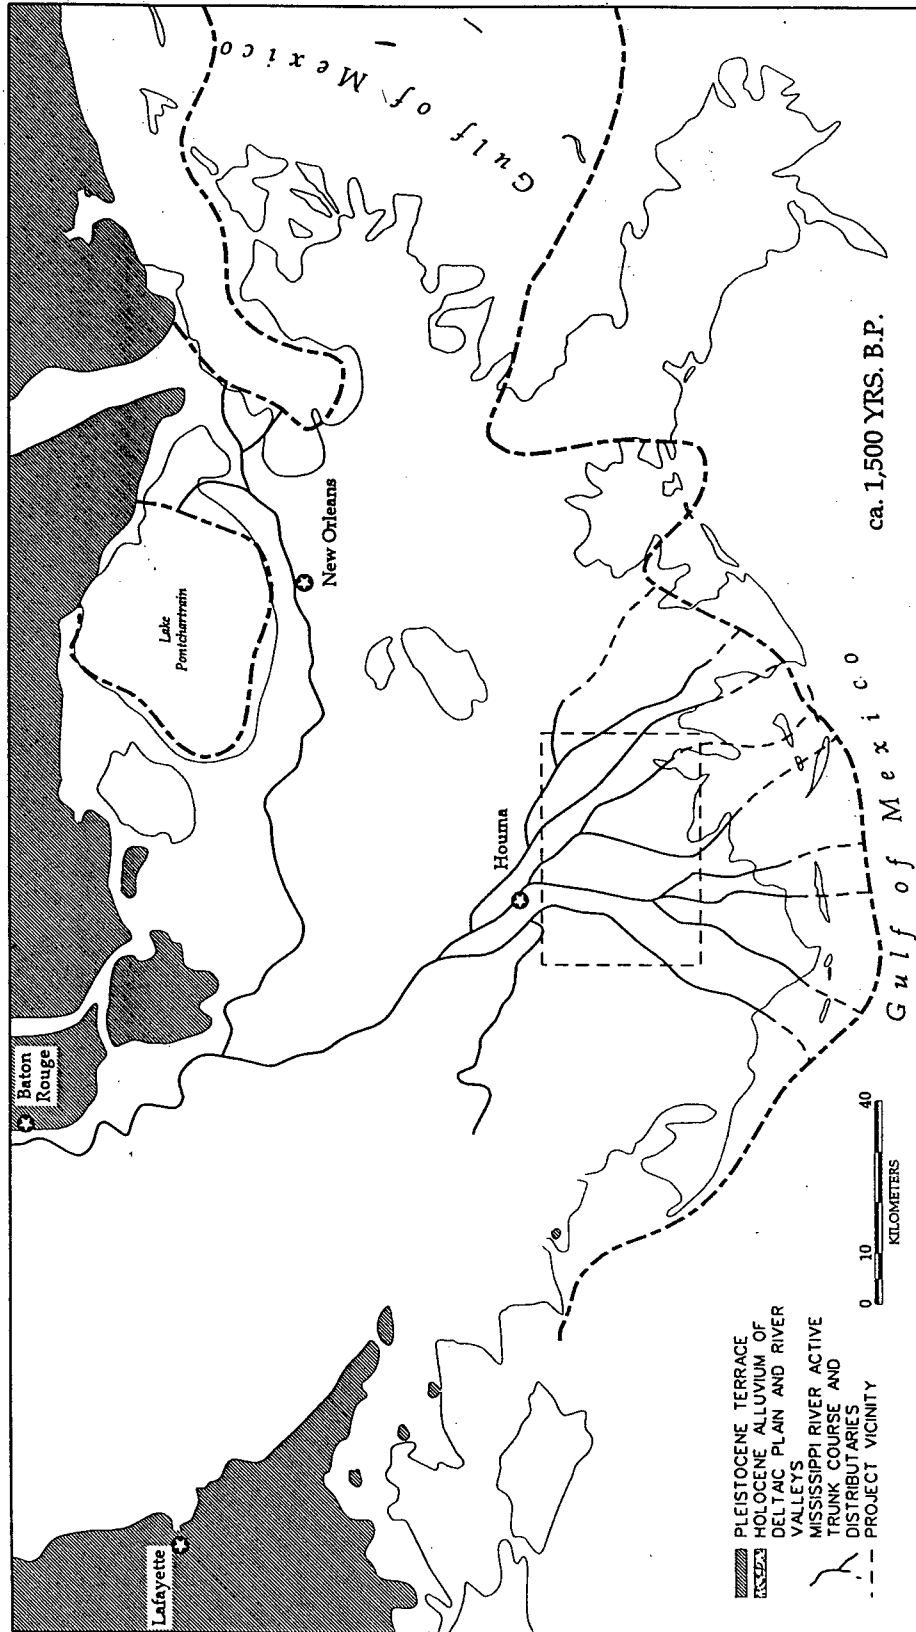 Gulf of Mexico
Lake
Pontchartrain
New Orleans
Baton
Rouge
Houma
Lafayette
ca. 1,500 YRS. B.P.
Gulf of Mexico
0 10 40
KILOMETERS
PLEISTOCENE TERRACE
HOLOCENE ALLUVIUM OF
DELTAIC PLAIN AND RIVER
VALLEYS
MISSISSIPPI RIVER ACTIVE
TRUNK COURSE AND
DISTRIBUTARIES
PROJECT VICINITY